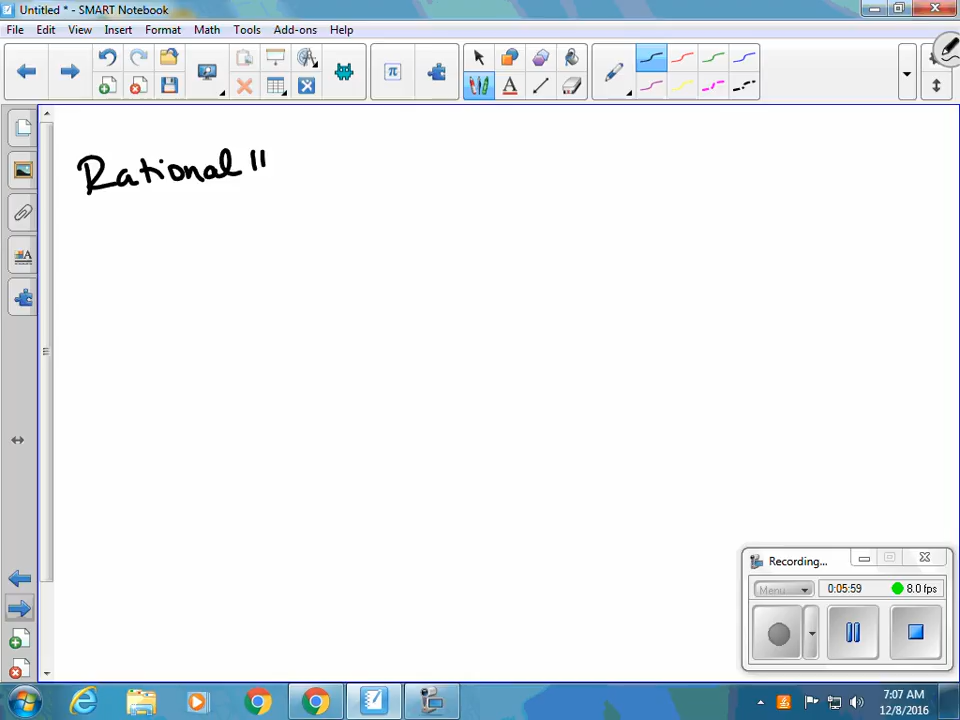 Untitled * - SMART Notebook
File Edit View Insert Format Math Tools Add-ons Help
π
A
A
Rational 11
Recording...
Menu
0:05:59
8.0 fps
7:07 AM
12/8/2016